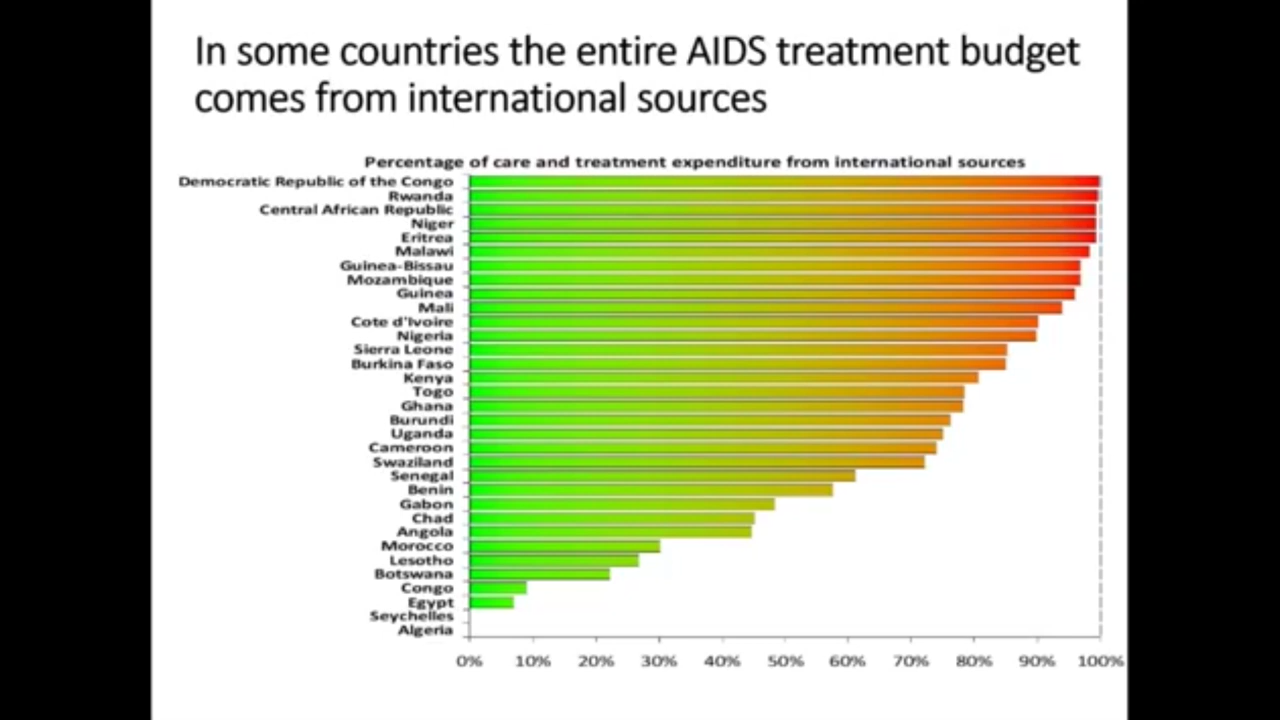 In some countries the entire AIDS treatment budget
comes from international sources
Percentage of care and treatment expenditure from international sources
Democratic Republic of the Congo
Rwanda
Central African Republic
Niger
Eritrea
Malawi
Guinea-Bissau
Mozambique
Guinea
Mali
Cote d'Ivoire
Nigeria
Sierra Leone
Burkina Faso
Kenya
Togo
Ghana
Burundi
Uganda
Cameroon
Swaziland
Senegal
Benin
Gabon
Chad
Angola
Morocco
Lesotho
Botswana
Congo
Egypt
Seychelles
Algeria
0% 10% 20% 30% 40% 50% 60% 70% 80% 90% 100%